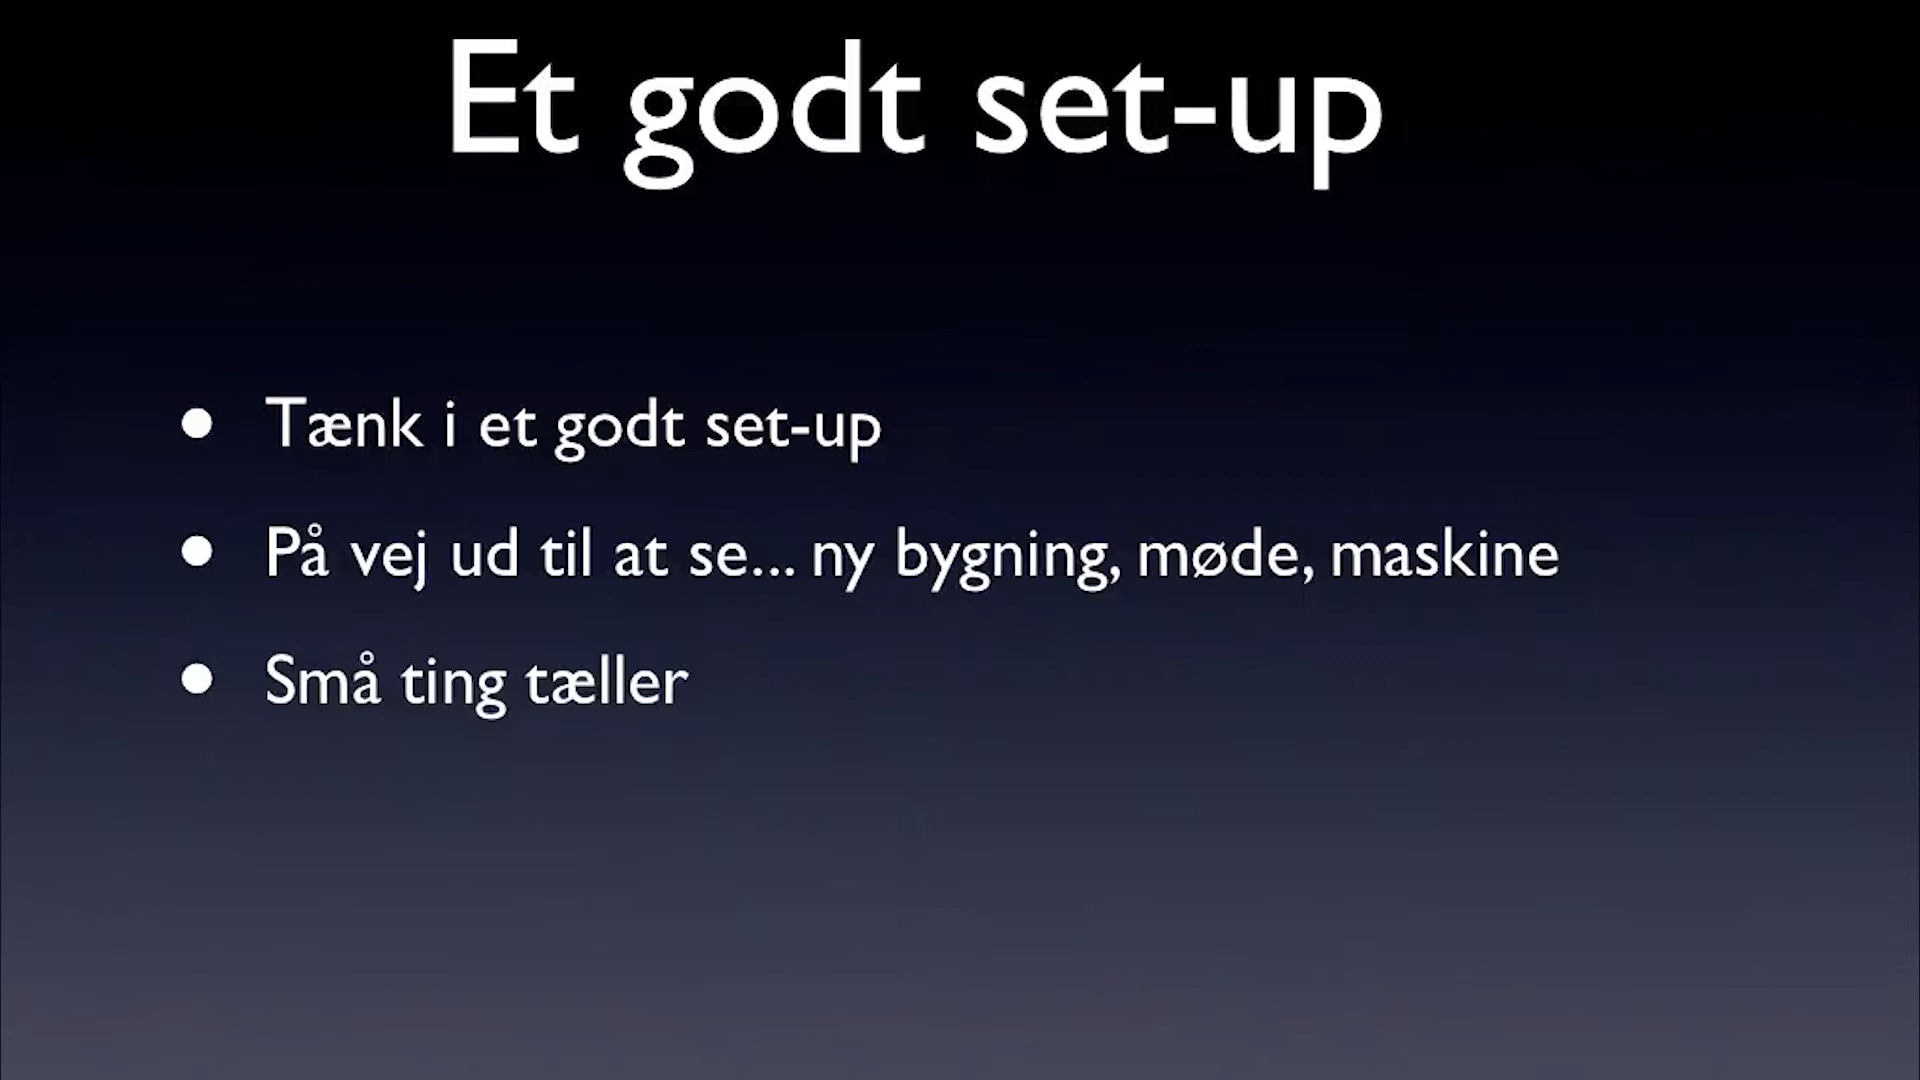 Et godt set-up
• Tænk i et godt set-up
• På vej ud til at se... ny bygning, møde, maskine
• Små ting tæller